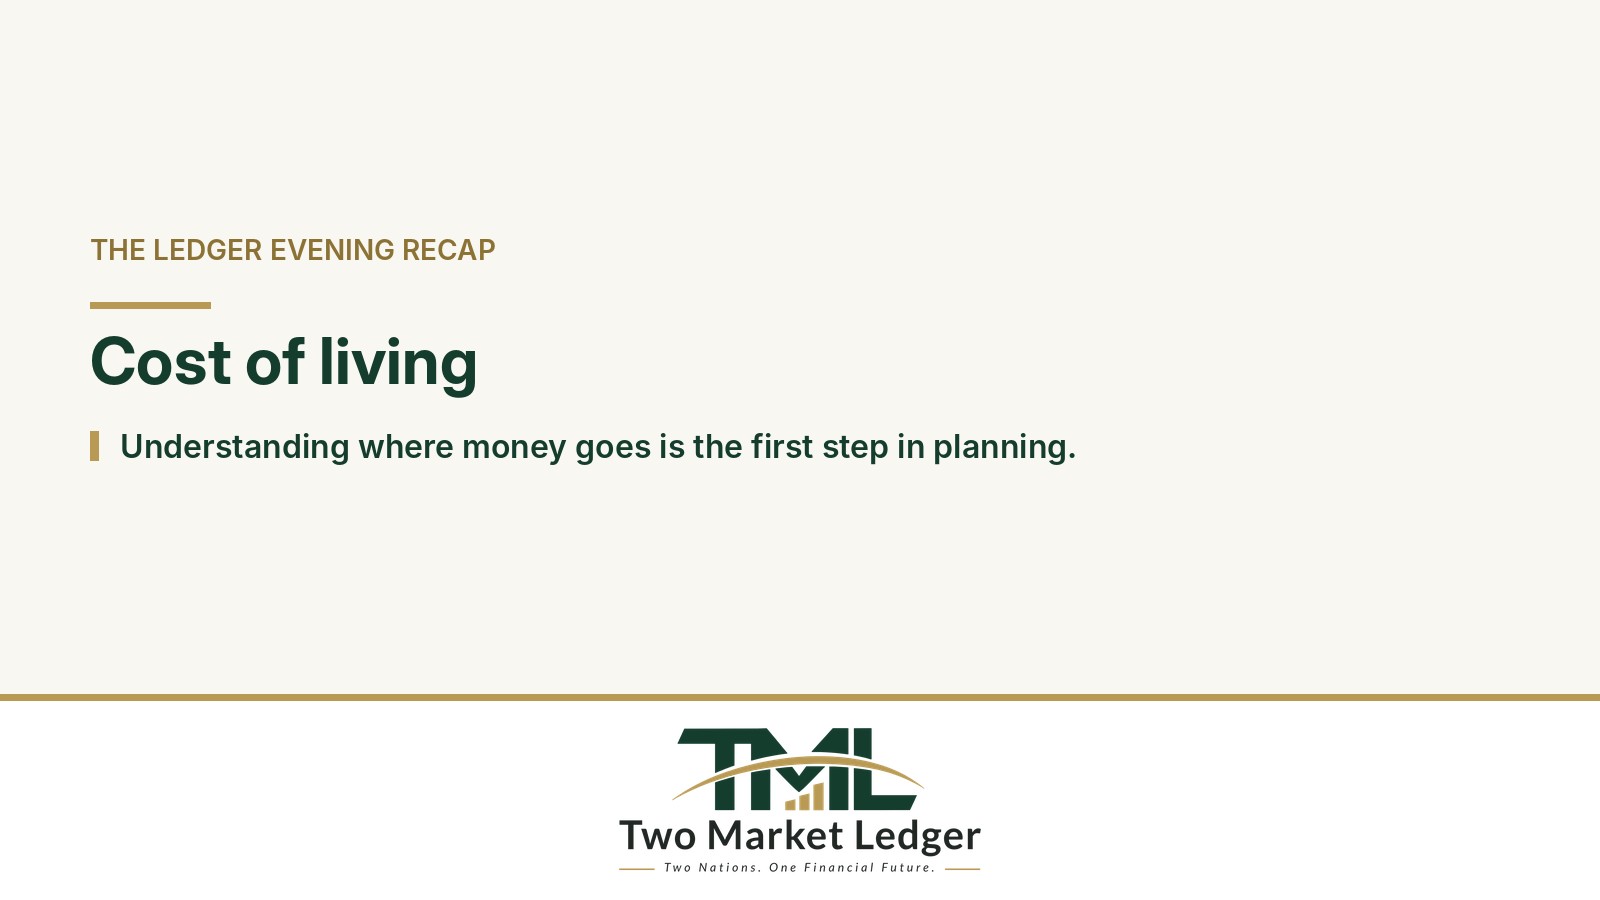 THE LEDGER EVENING RECAP
Cost of living
Understanding where money goes is the first step in planning.
TML
Two Market Ledger
Two Nations. One Financial Future.